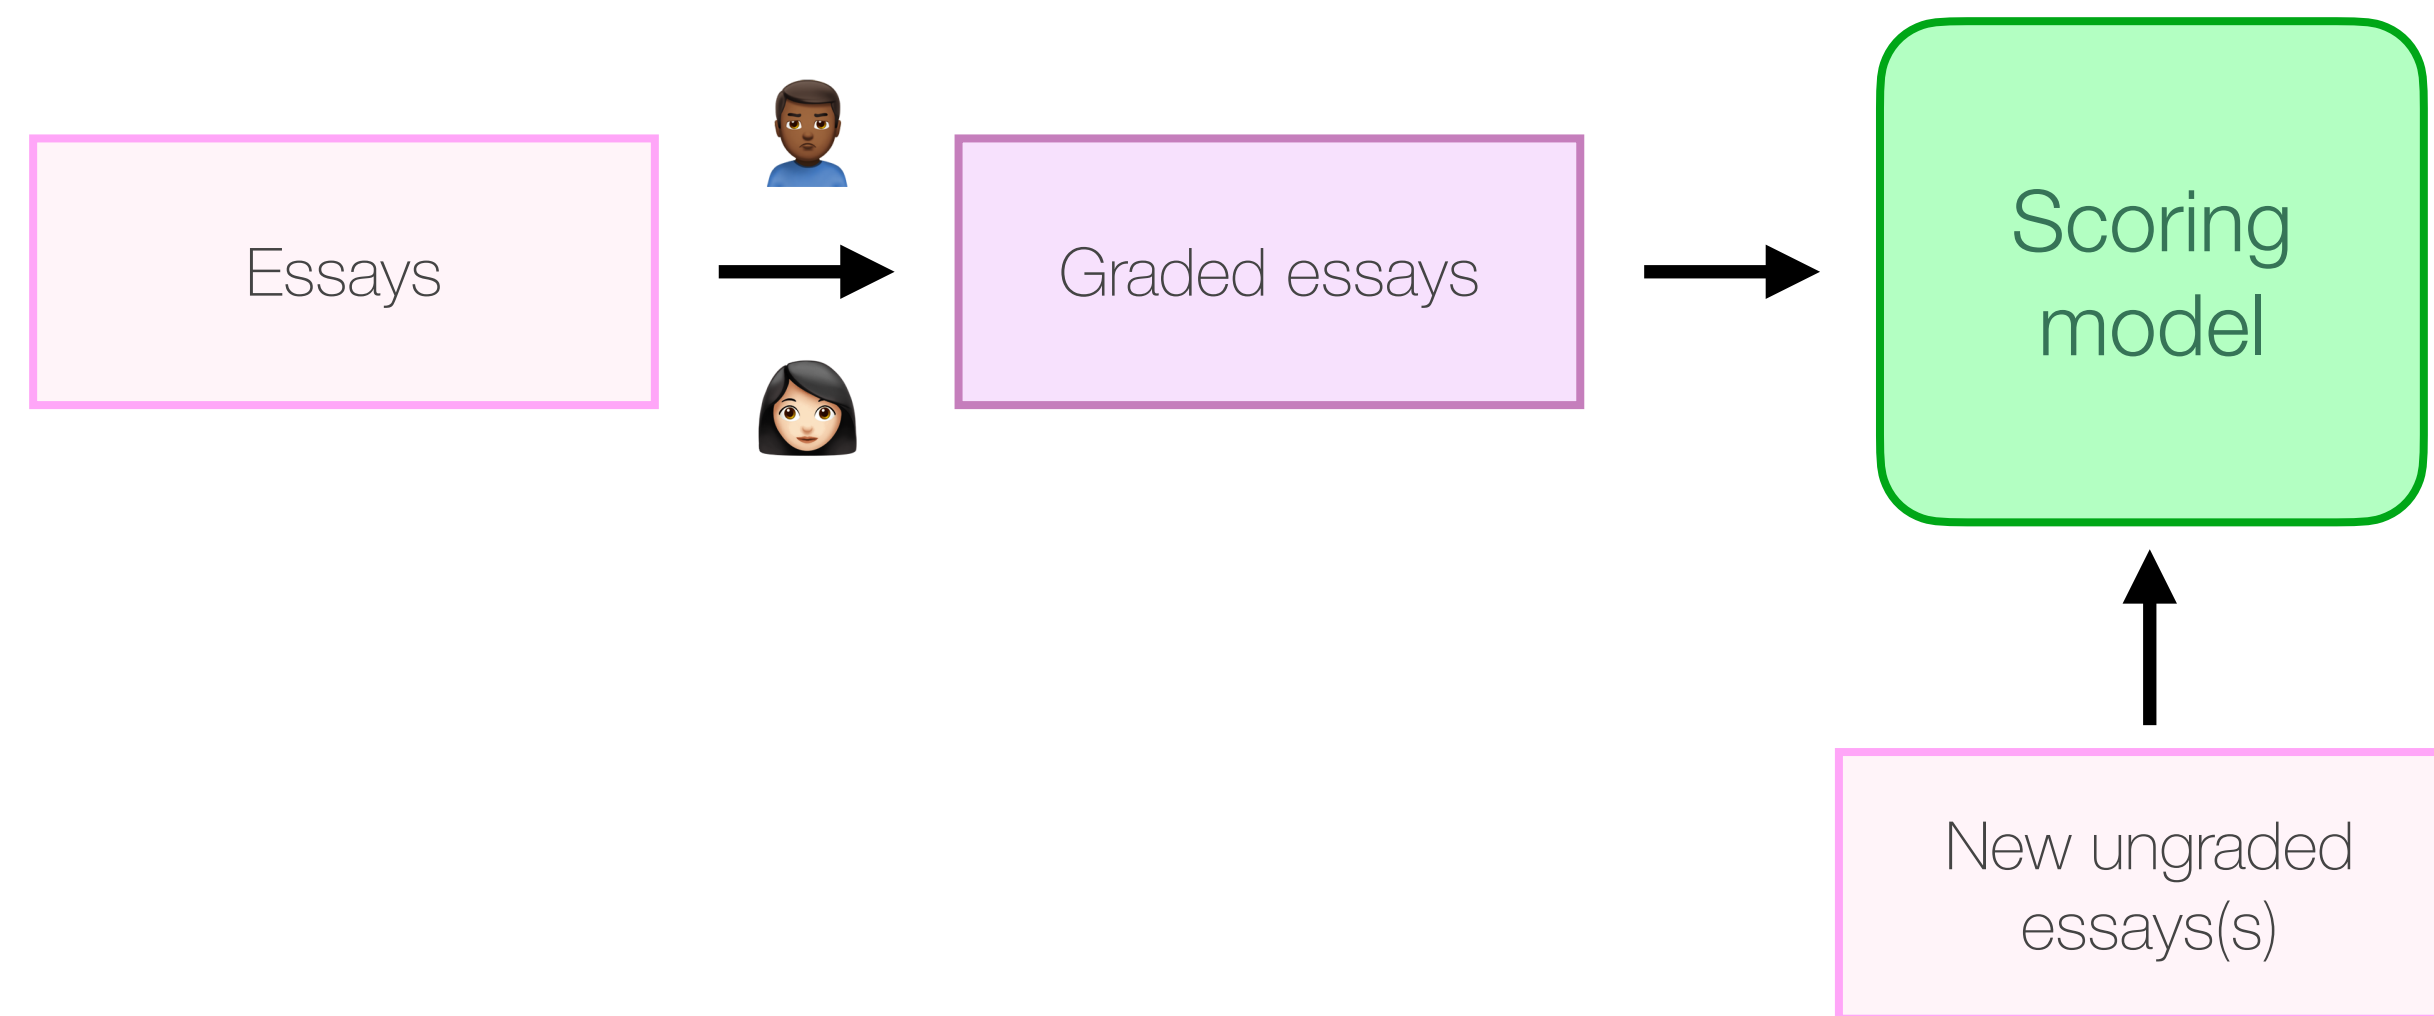 Essays
Graded essays
Scoring
model
New ungraded
essays(s)